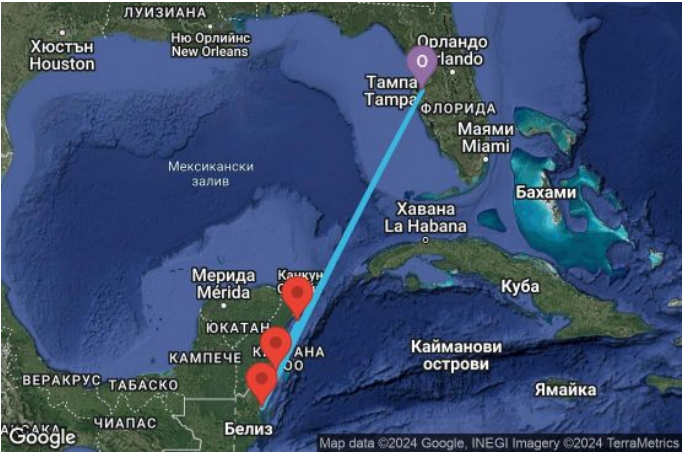 ЛУИЗИАНА
Хюстън
Houston
Ню Орлийнс
New Orleans
Орландо
rlando
O
Тампа
Tampa
ФЛОРИДА
Маями
Miami
Мексикански
залив
Бахами
Хавана
La Habana
Мерида
Mérida
Канкун
Куба
ЮКАТАН
КАМПЕЧЕ
Кайманови
острови
ВЕРАКРУС
ТАБАСКО
Ямайка
ЧИАПАС
Белиз
Google
Map data ©2024 Google, INEGI Imagery ©2024 TerraMetrics